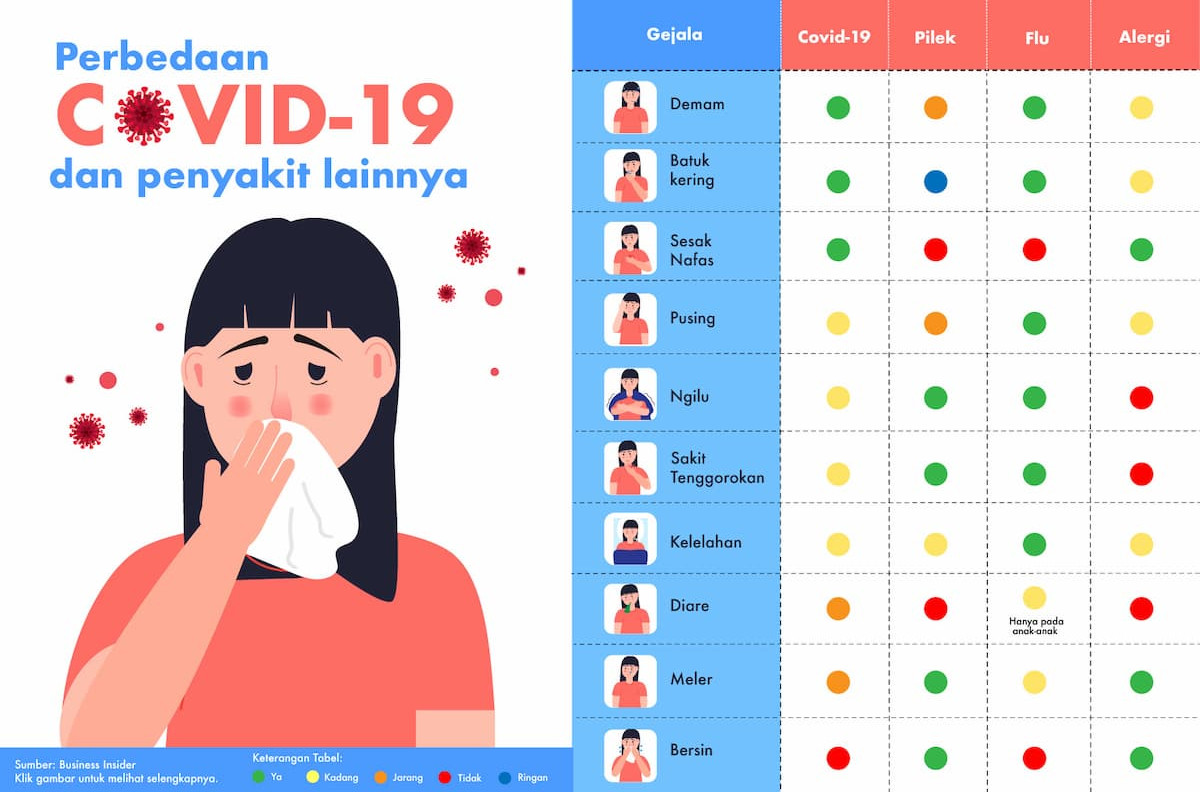 Perbedaan
COVID-19
dan penyakit lainnya
Gejala
Covid-19
Pilek
Flu
Alergi
Demam
Batuk
kering
Sesak
Nafas
Pusing
Ngilu
Sakit
Tenggorokan
Kelelahan
Diare
Hanya pada
anak-anak
Meler
Bersin
Sumber: Business Insider
Klik gambar untuk melihat selengkapnya.
Keterangan Tabel:
Ya
Kadang
Jarang
Tidak
Ringan